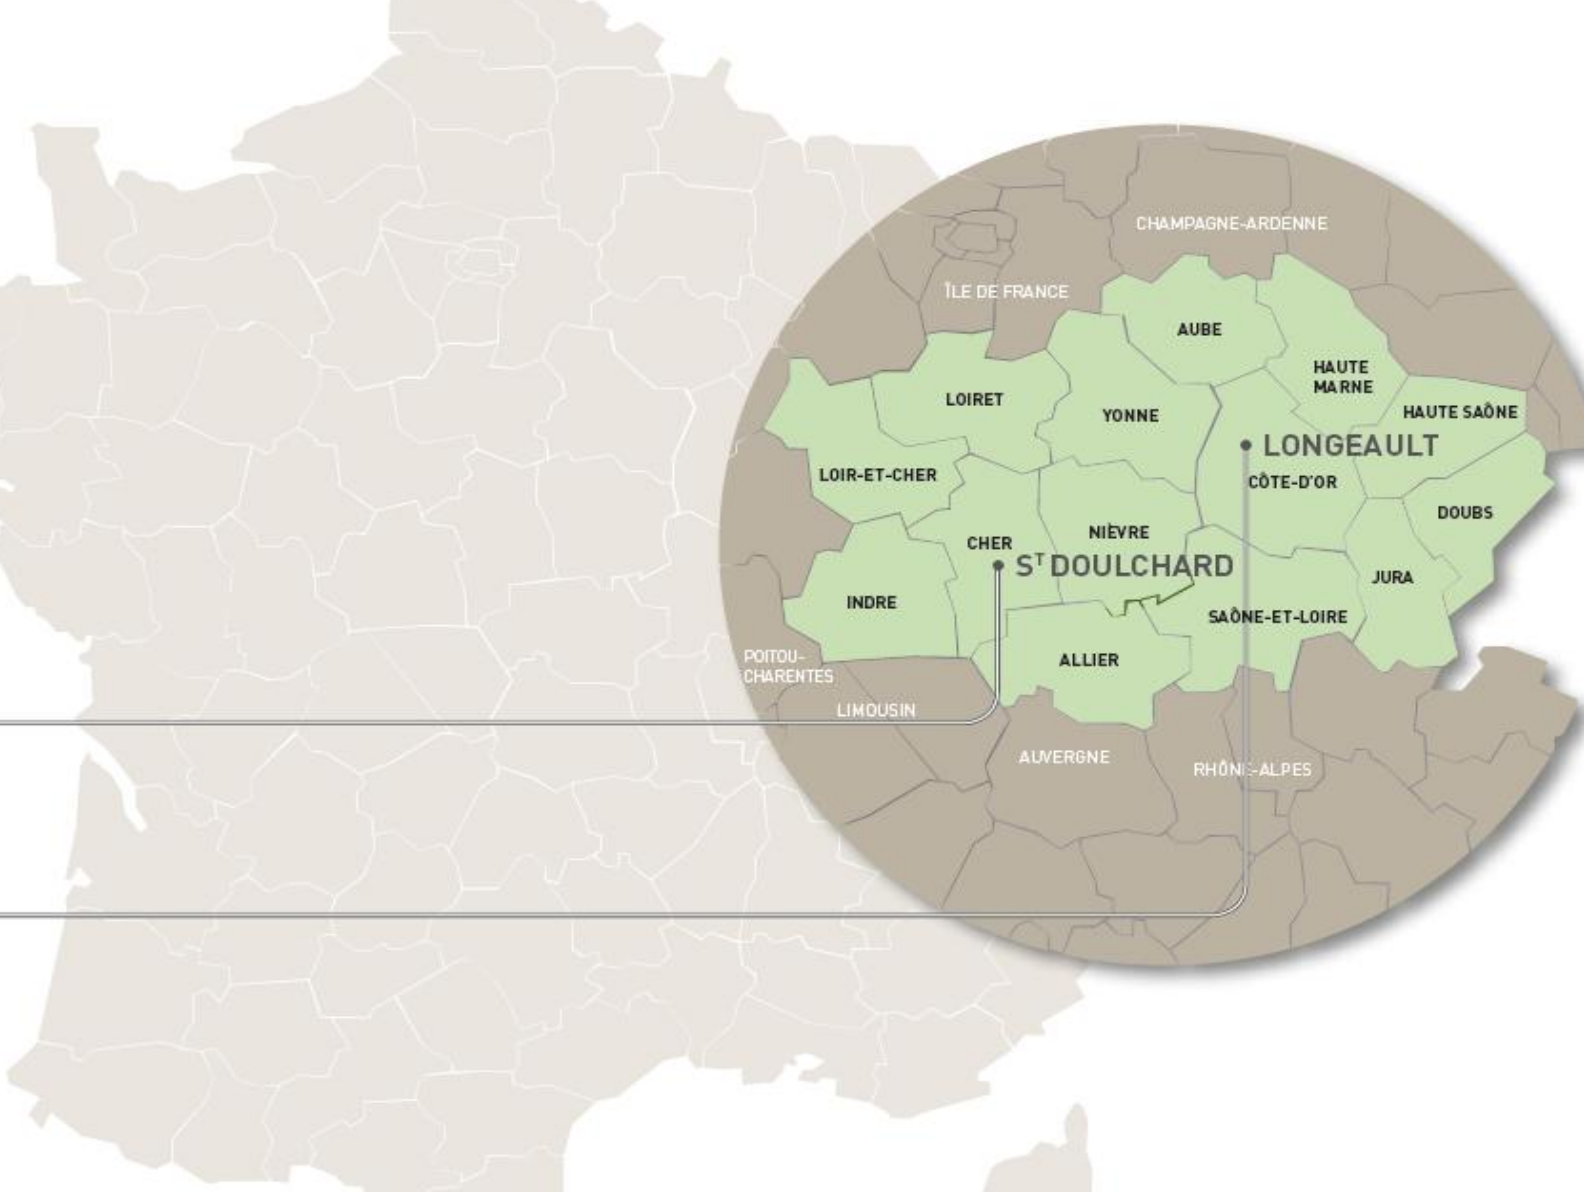 CHAMPAGNE-ARDENNE
ÎLE DE FRANCE
AUBE
HAUTE
MARNE
LOIRET
YONNE
HAUTE SAÔNE
LONGEAULT
LOIR-ET-CHER
CÔTE-D'OR
DOUBS
NIÈVRE
CHER
ST DOULCHARD
JURA
INDRE
SAÔNE-ET-LOIRE
POITOU-
CHARENTES
ALLIER
LIMOUSIN
AUVERGNE
RHÔNE-ALPES